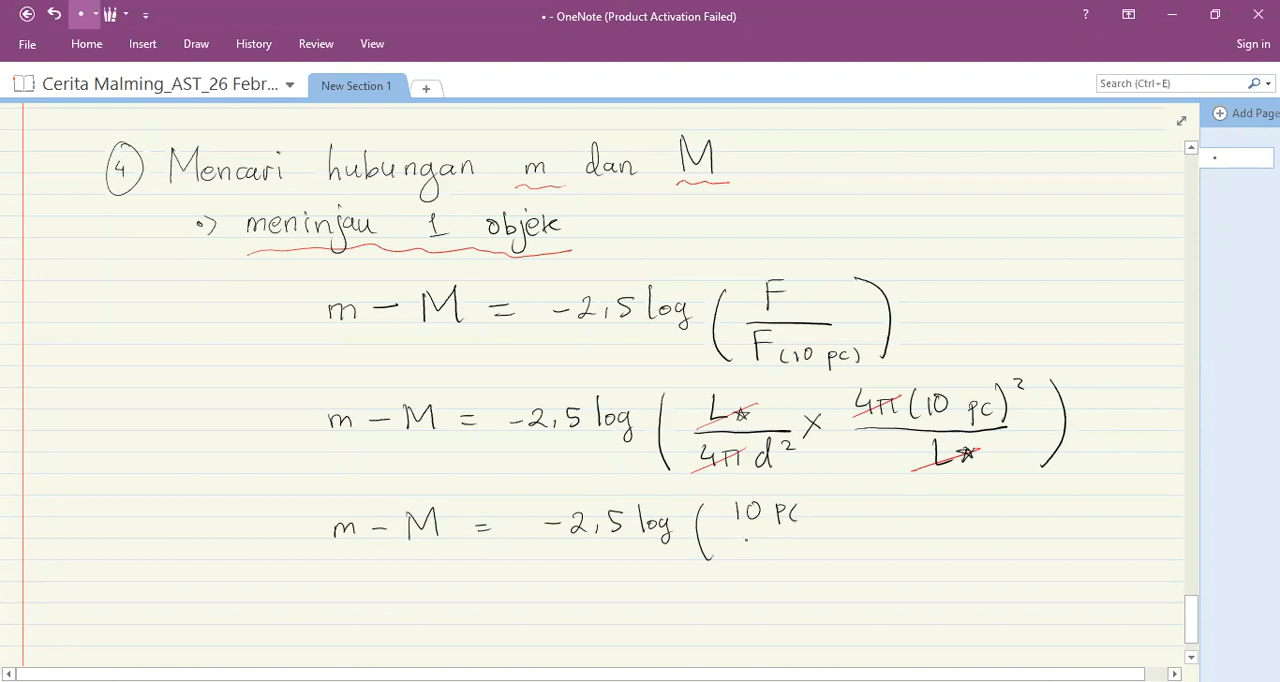 • - OneNote (Product Activation Failed)
?
File Home Insert Draw History Review View Sign in
Cerita Malming_AST_26 Febr... New Section 1 + Search (Ctrl+E)
+ Add Page
④ Mencari hubungan m dan M
•) meninjau 1 objek
m - M = -2,5 log ( F / F (10 pc) )
m - M = -2,5 log ( L★ / 4π d² × 4π (10 pc)² / L★ )
m - M = -2,5 log ( 10 pc